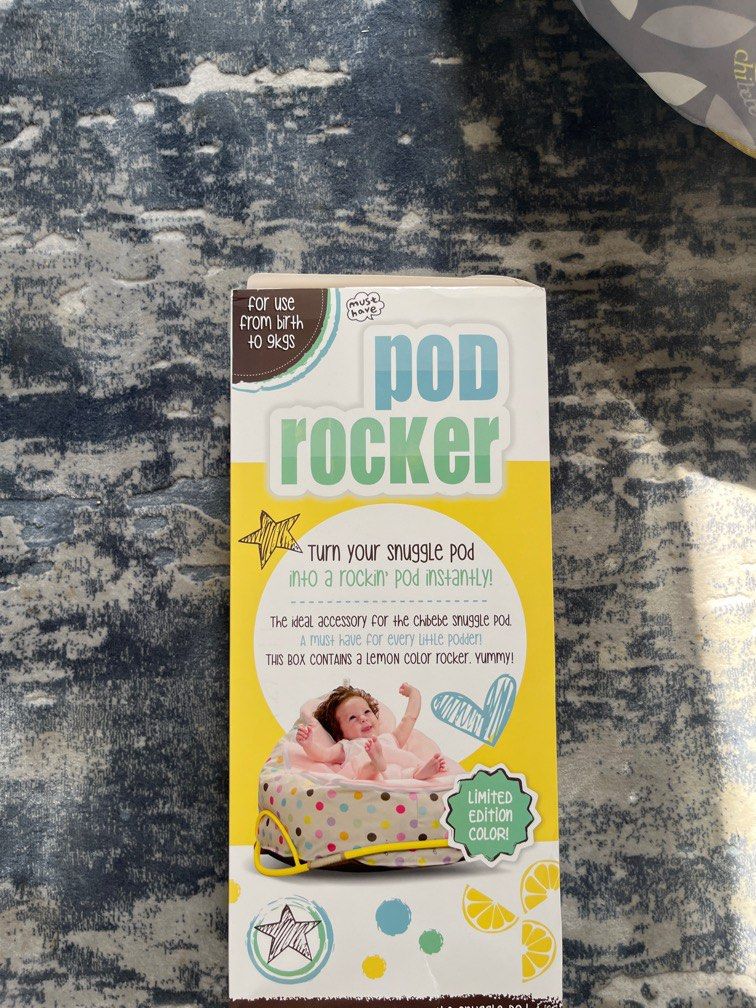 chibe
for use
from birth
to 9kgs
must
have
pod
rocker
Turn your snuggle pod
into a rockin' pod instantly!
The ideal accessory for the chibebe snuggle pod.
A must have for every little podder!
THIS BOX CONTAINS A LEMON COLOR ROCKER. YUMMY!
LIMITED
EDITION
COLOR!